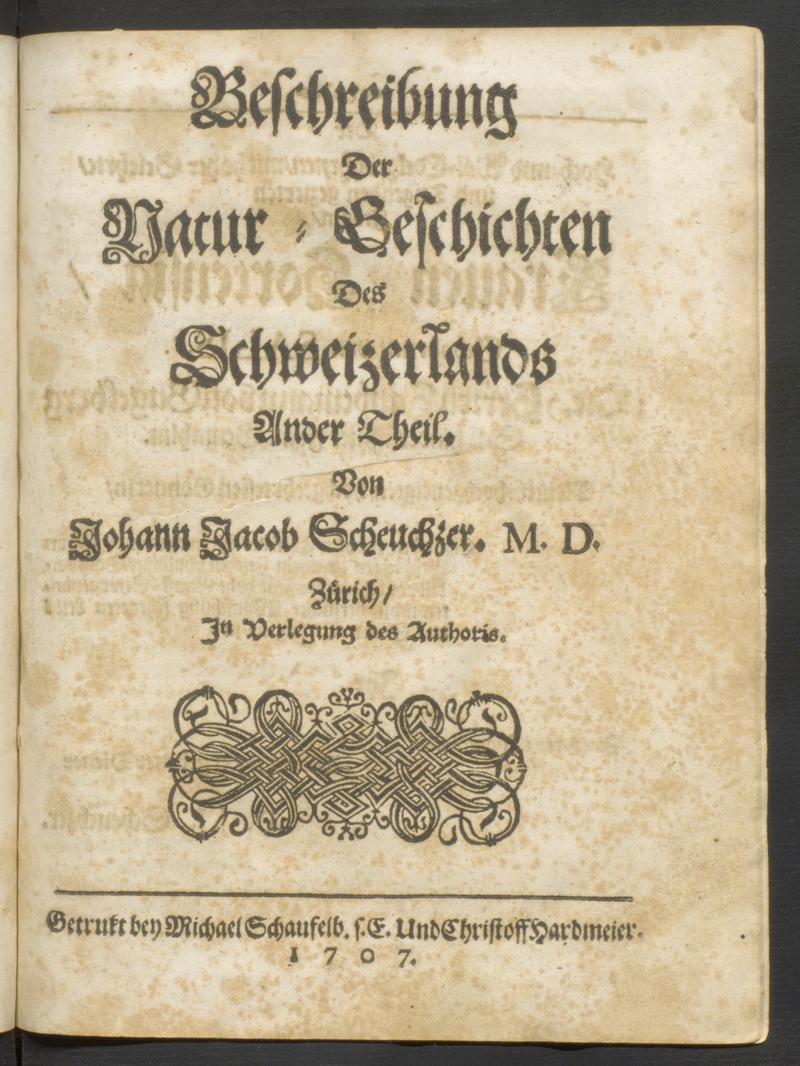 Beschreibung
Der
Natur-Geschichten
Des
Schweizerlands
Ander Theil.
Von
Johann Jacob Scheuchzer. M. D.
Zürich/
In Verlegung des Authoris.
Getrukt bey Michael Schaufelb. s. E. Und Christoff Hardmeier.
1707.